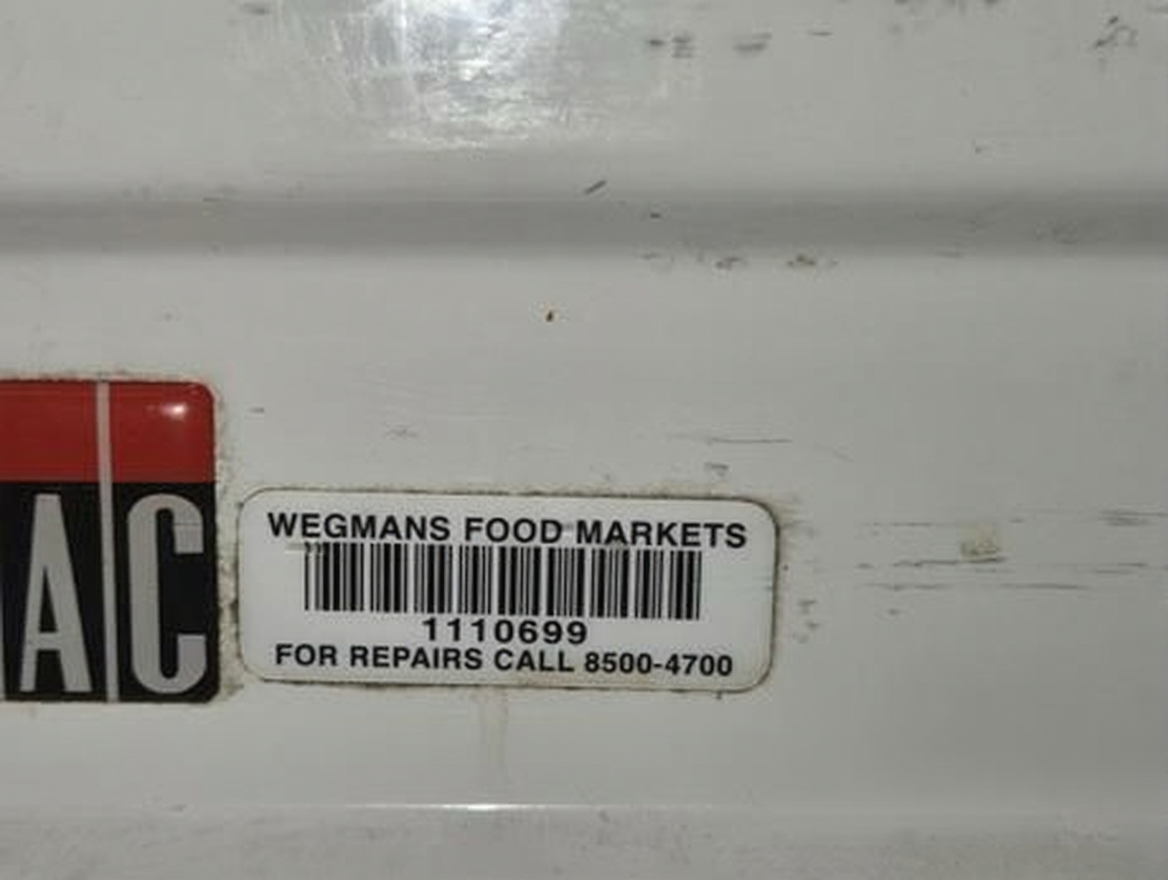 AC
WEGMANS FOOD MARKETS
1110699
FOR REPAIRS CALL 8500-4700